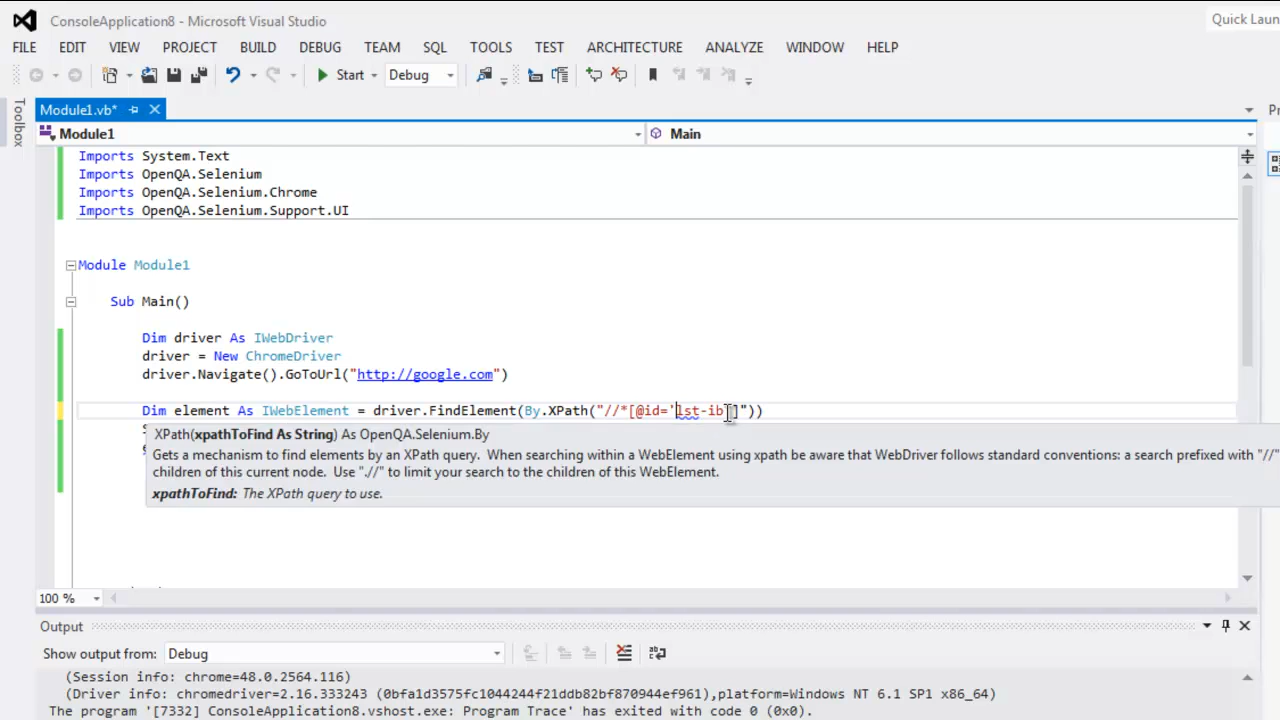 ConsoleApplication8 - Microsoft Visual Studio
Quick Laun
FILE EDIT VIEW PROJECT BUILD DEBUG TEAM SQL TOOLS TEST ARCHITECTURE ANALYZE WINDOW HELP
Start Debug
Toolbox
Module1.vb*
Module1 Main
Imports System.Text
Imports OpenQA.Selenium
Imports OpenQA.Selenium.Chrome
Imports OpenQA.Selenium.Support.UI
Module Module1
Sub Main()
Dim driver As IWebDriver
driver = New ChromeDriver
driver.Navigate().GoToUrl("http://google.com")
Dim element As IWebElement = driver.FindElement(By.XPath("//*[@id='lst-ib']"))
XPath(xpathToFind As String) As OpenQA.Selenium.By
Gets a mechanism to find elements by an XPath query. When searching within a WebElement using xpath be aware that WebDriver follows standard conventions: a search prefixed with "//"
children of this current node. Use ".//" to limit your search to the children of this WebElement.
xpathToFind: The XPath query to use.
100 %
Output
Show output from: Debug
(Session info: chrome=48.0.2564.116)
(Driver info: chromedriver=2.16.333243 (0bfa1d3575fc1044244f21ddb82bf870944ef961),platform=Windows NT 6.1 SP1 x86_64)
The program '[7332] ConsoleApplication8.vshost.exe: Program Trace' has exited with code 0 (0x0).